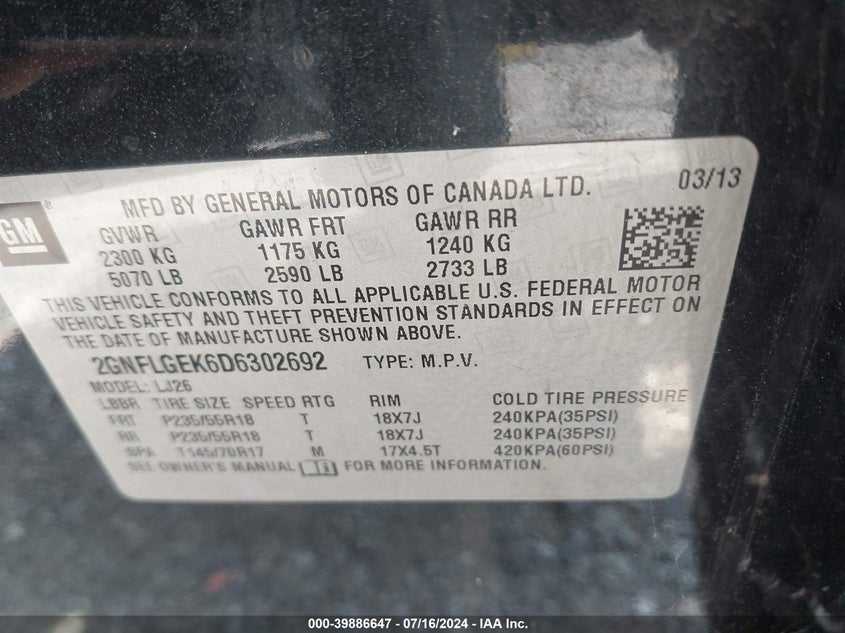 MFD BY GENERAL MOTORS OF CANADA LTD. 03/13
GM ®
GVWR GAWR FRT GAWR RR
2300 KG 1175 KG 1240 KG
5070 LB 2590 LB 2733 LB
THIS VEHICLE CONFORMS TO ALL APPLICABLE U.S. FEDERAL MOTOR
VEHICLE SAFETY AND THEFT PREVENTION STANDARDS IN EFFECT ON
THE DATE OF MANUFACTURE SHOWN ABOVE.
2GNFLGEK6D6302692 TYPE: M.P.V.
MODEL: LJ26
LBBR TIRE SIZE SPEED RTG RIM COLD TIRE PRESSURE
FRT P235/55R18 T 18X7J 240KPA(35PSI)
RR P235/55R18 T 18X7J 240KPA(35PSI)
SPA T145/70R17 M 17X4.5T 420KPA(60PSI)
SEE OWNER'S MANUAL i FOR MORE INFORMATION.
000-39886647 - 07/16/2024 - IAA Inc.